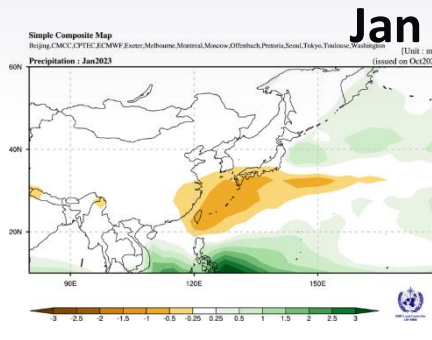 Jan
Simple Composite Map
Beijing,CMCC,CPTEC,ECMWF,Exeter,Melbourne,Montreal,Moscow,Offenbach,Pretoria,Seoul,Tokyo,Toulouse,Washington
[Unit : m
Precipitation : Jan2023
(issued on Oct202
60N
40N
20N
90E 120E 150E
-3 -2.5 -2 -1.5 -1 -0.5 -0.25 0.25 0.5 1 1.5 2 2.5 3